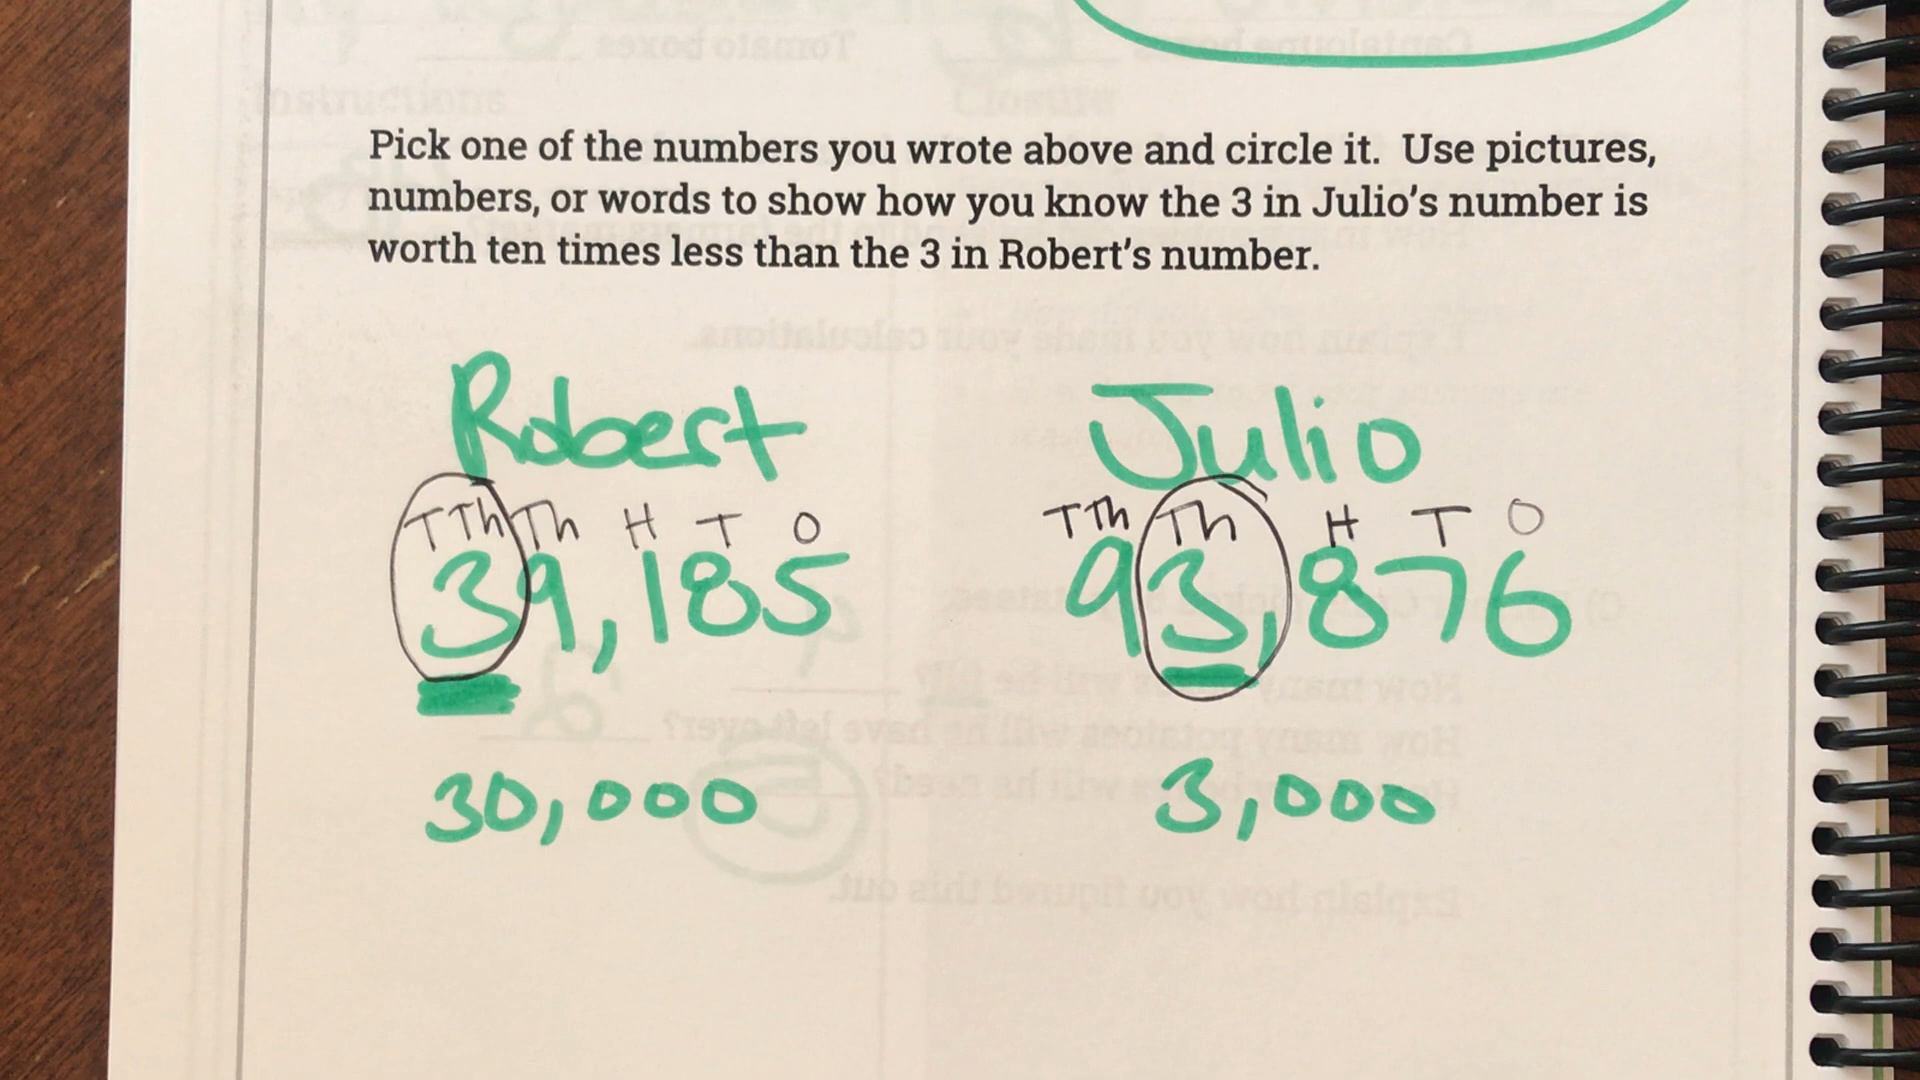 Pick one of the numbers you wrote above and circle it. Use pictures,
numbers, or words to show how you know the 3 in Julio's number is
worth ten times less than the 3 in Robert's number.
Robert
Julio
TTh Th H T O
TTh Th H T O
39,185
93,876
30,000
3,000